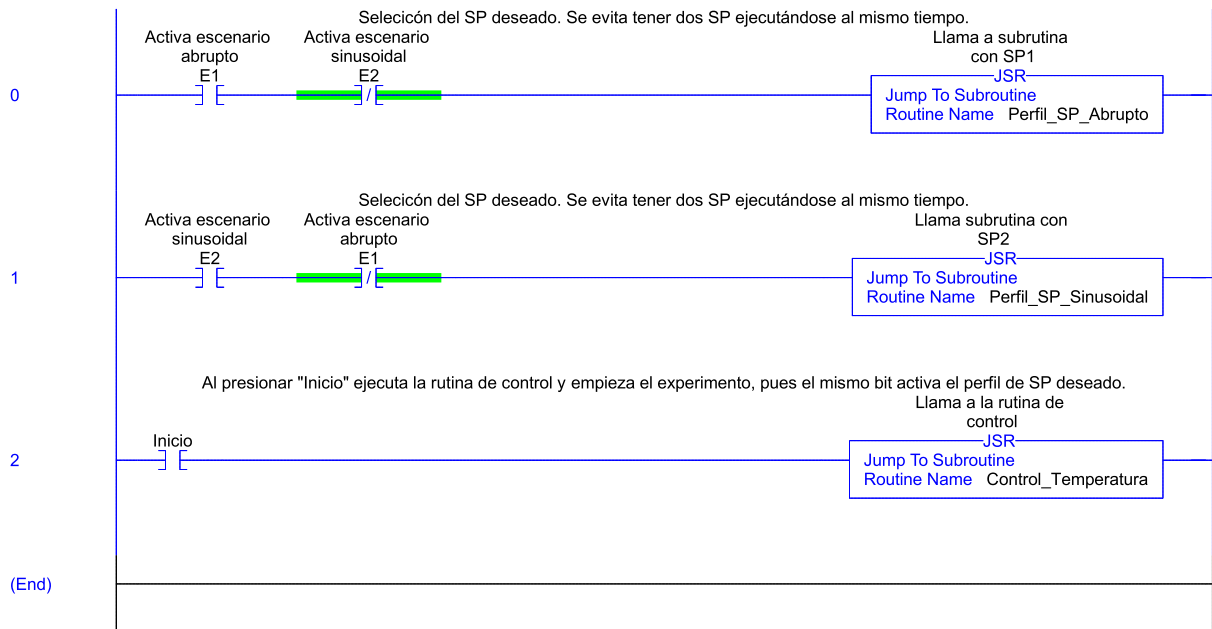 Selecicón del SP deseado. Se evita tener dos SP ejecutándose al mismo tiempo.
Activa escenario
abrupto
E1
Activa escenario
sinusoidal
E2
/
Llama a subrutina
con SP1
JSR
0
Jump To Subroutine
Routine Name Perfil_SP_Abrupto
Selecicón del SP deseado. Se evita tener dos SP ejecutándose al mismo tiempo.
Activa escenario
sinusoidal
E2
Activa escenario
abrupto
E1
/
Llama subrutina con
SP2
JSR
1
Jump To Subroutine
Routine Name Perfil_SP_Sinusoidal
Al presionar "Inicio" ejecuta la rutina de control y empieza el experimento, pues el mismo bit activa el perfil de SP deseado.
Inicio
Llama a la rutina de
control
JSR
2
Jump To Subroutine
Routine Name Control_Temperatura
(End)